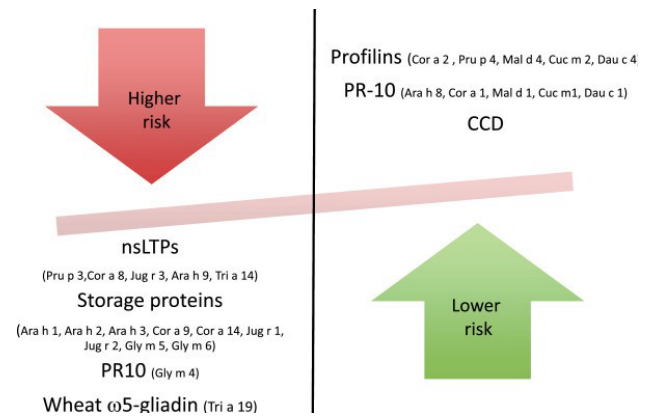 Higher
risk
nsLTPs
(Pru p 3,Cor a 8, Jug r 3, Ara h 9, Tri a 14)
Storage proteins
(Ara h 1, Ara h 2, Ara h 3, Cor a 9, Cor a 14, Jug r 1,
Jug r 2, Gly m 5, Gly m 6)
PR10 (Gly m 4)
Wheat ω5-gliadin (Tri a 19)
Profilins (Cor a 2 , Pru p 4, Mal d 4, Cuc m 2, Dau c 4)
PR-10 (Ara h 8, Cor a 1, Mal d 1, Cuc m1, Dau c 1)
CCD
Lower
risk